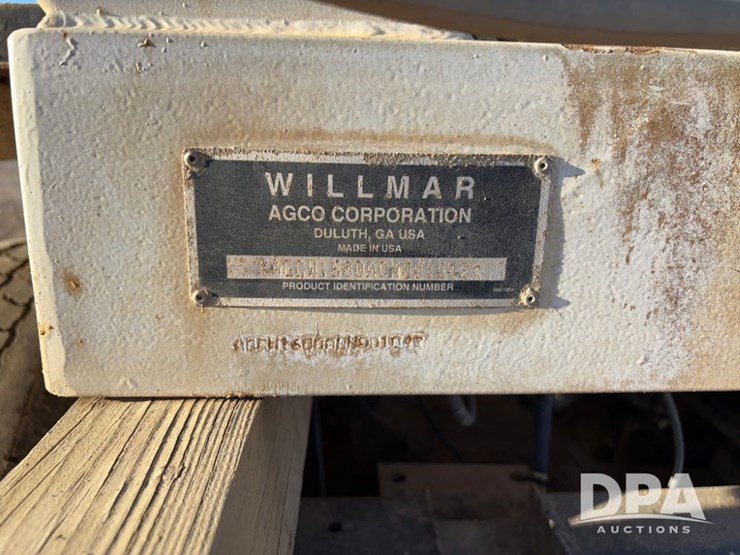 WILLMAR
AGCO CORPORATION
DULUTH, GA USA
MADE IN USA
PRODUCT IDENTIFICATION NUMBER
DPA
AUCTIONS